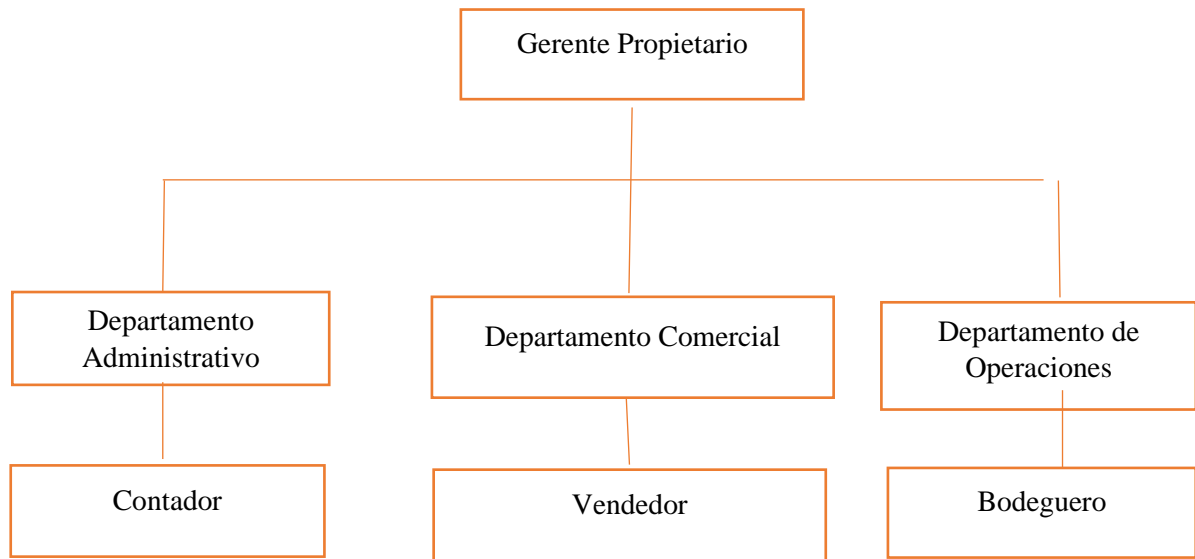 Gerente Propietario
Departamento
Administrativo
Departamento Comercial
Departamento de
Operaciones
Contador
Vendedor
Bodeguero